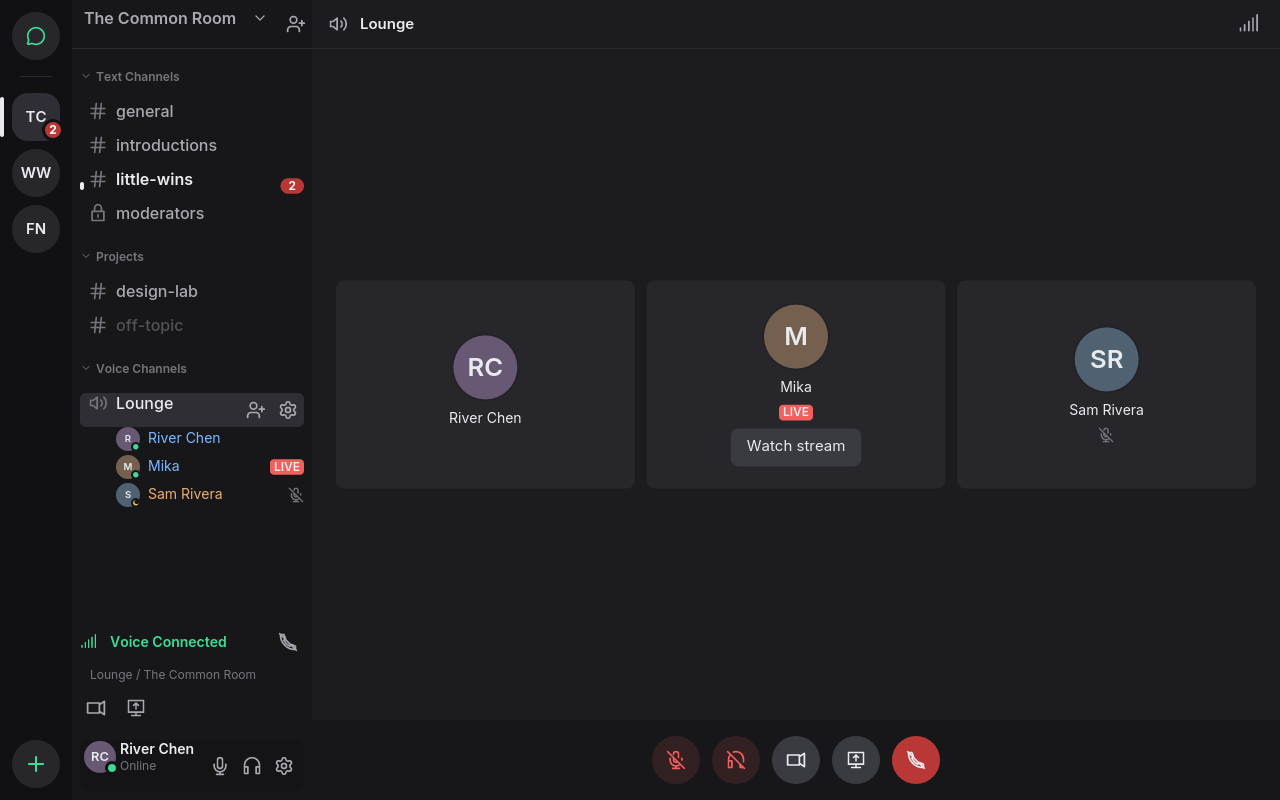 TC
2
WW
FN
The Common Room
Text Channels
general
introductions
little-wins
2
moderators
Projects
design-lab
off-topic
Voice Channels
Lounge
R
River Chen
M
Mika
LIVE
S
Sam Rivera
Voice Connected
Lounge / The Common Room
RC
River Chen
Online
Lounge
RC
River Chen
M
Mika
LIVE
Watch stream
SR
Sam Rivera